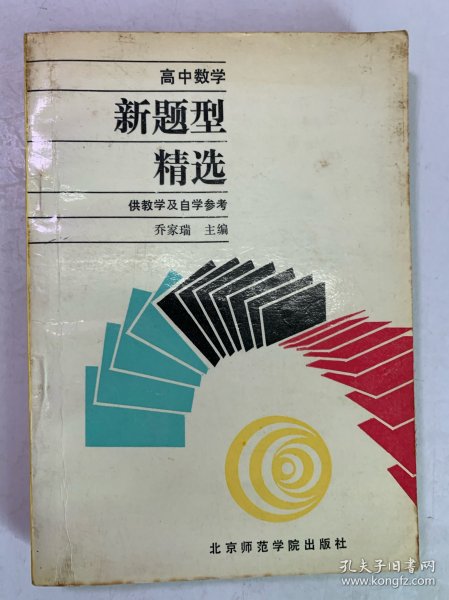 高中数学
新题型
精选
供教学及自学参考
乔家瑞 主编
北京师范学院出版社
孔夫子旧书网
www.kongfz.com